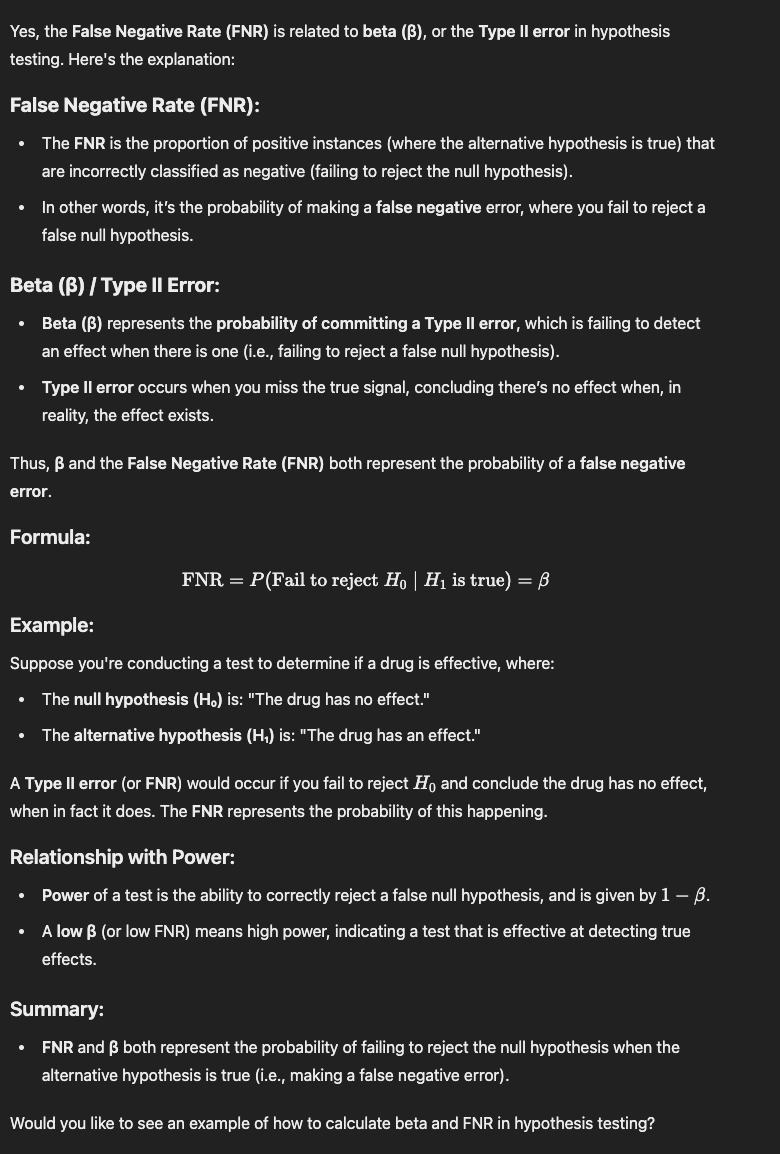 Yes, the False Negative Rate (FNR) is related to beta (β), or the Type II error in hypothesis
testing. Here's the explanation:
False Negative Rate (FNR):
• The FNR is the proportion of positive instances (where the alternative hypothesis is true) that
are incorrectly classified as negative (failing to reject the null hypothesis).
• In other words, it’s the probability of making a false negative error, where you fail to reject a
false null hypothesis.
Beta (β) / Type II Error:
• Beta (β) represents the probability of committing a Type II error, which is failing to detect
an effect when there is one (i.e., failing to reject a false null hypothesis).
• Type II error occurs when you miss the true signal, concluding there’s no effect when, in
reality, the effect exists.
Thus, β and the False Negative Rate (FNR) both represent the probability of a false negative
error.
Formula:
FNR = P(Fail to reject H₀ | H₁ is true) = β
Example:
Suppose you're conducting a test to determine if a drug is effective, where:
• The null hypothesis (H₀) is: "The drug has no effect."
• The alternative hypothesis (H₁) is: "The drug has an effect."
A Type II error (or FNR) would occur if you fail to reject H₀ and conclude the drug has no effect,
when in fact it does. The FNR represents the probability of this happening.
Relationship with Power:
• Power of a test is the ability to correctly reject a false null hypothesis, and is given by 1 − β.
• A low β (or low FNR) means high power, indicating a test that is effective at detecting true
effects.
Summary:
• FNR and β both represent the probability of failing to reject the null hypothesis when the
alternative hypothesis is true (i.e., making a false negative error).
Would you like to see an example of how to calculate beta and FNR in hypothesis testing?